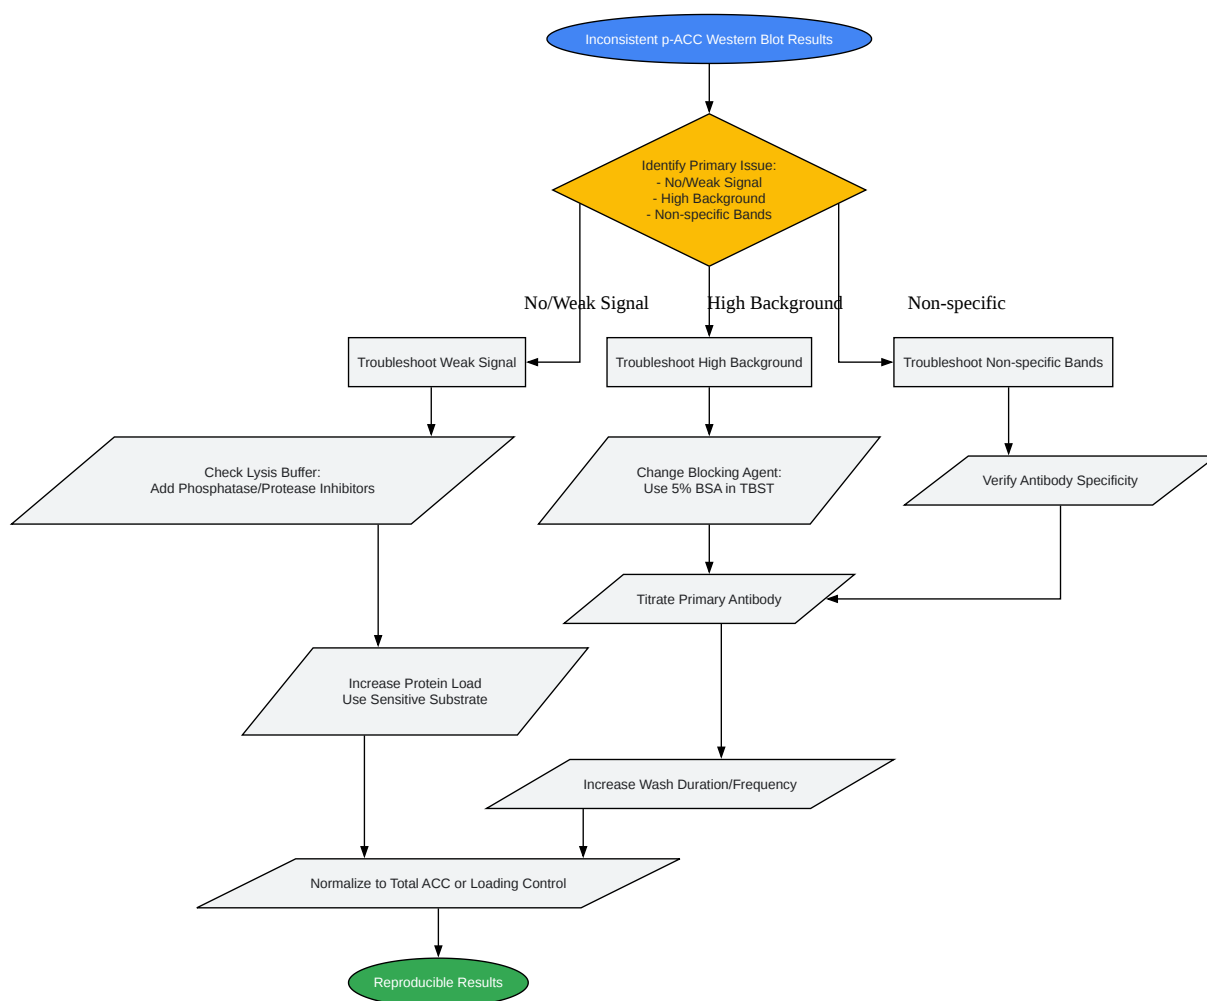 Inconsistent p-ACC Western Blot Results
Identify Primary Issue:
- No/Weak Signal
- High Background
- Non-specific Bands
No/Weak Signal
High Background
Non-specific
Troubleshoot Weak Signal
Troubleshoot High Background
Troubleshoot Non-specific Bands
Check Lysis Buffer:
Add Phosphatase/Protease Inhibitors
Change Blocking Agent:
Use 5% BSA in TBST
Verify Antibody Specificity
Titrate Primary Antibody
Increase Protein Load
Use Sensitive Substrate
Increase Wash Duration/Frequency
Normalize to Total ACC or Loading Control
Reproducible Results